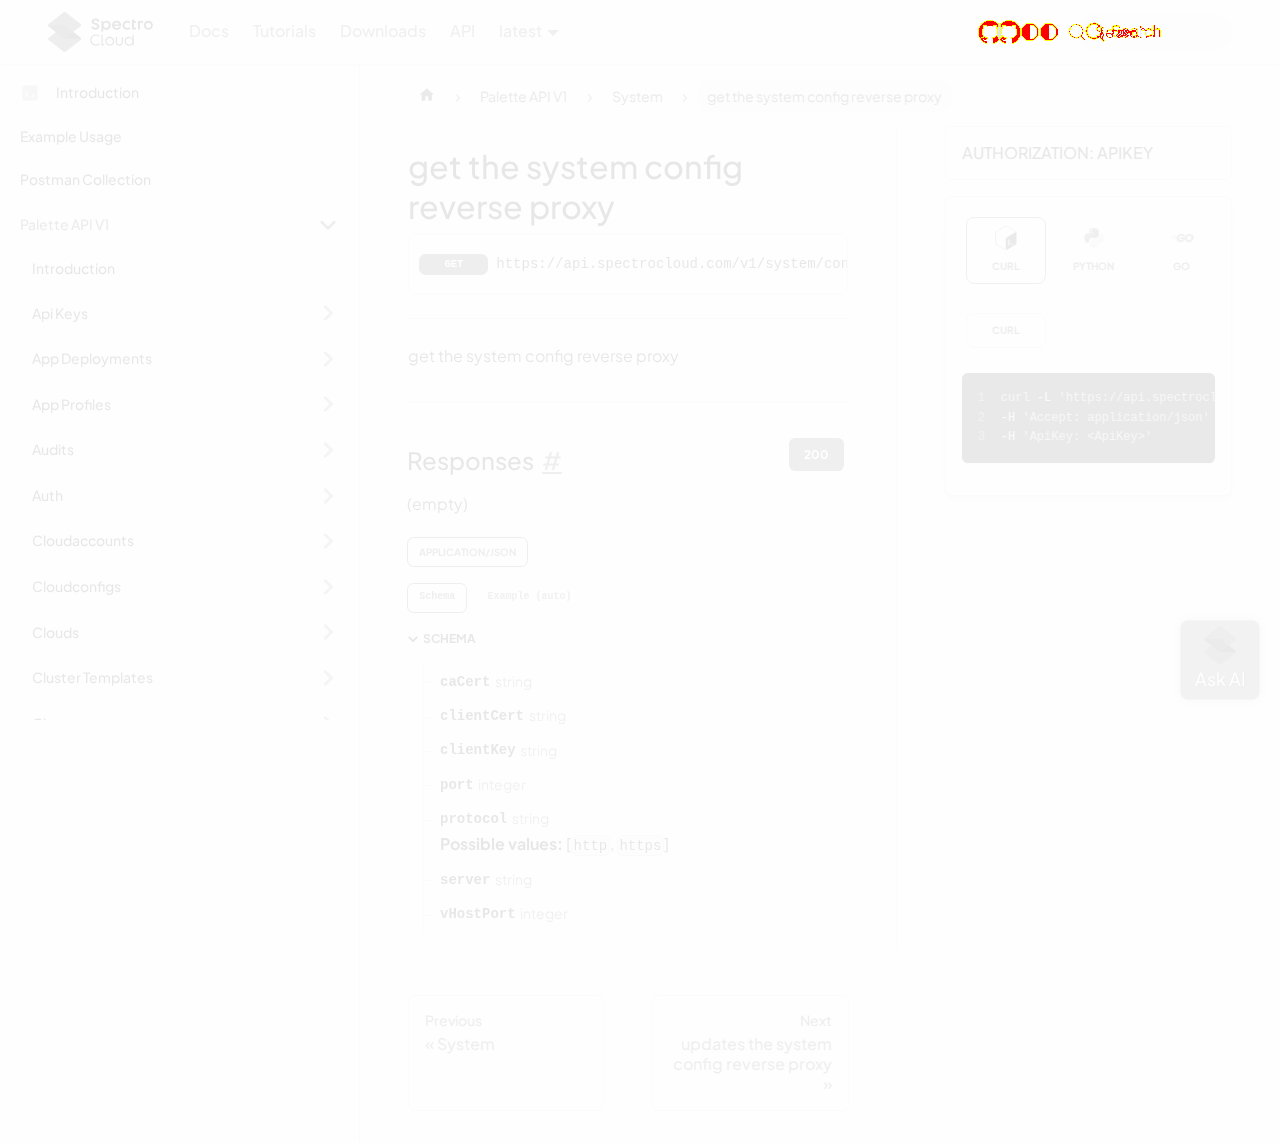 Spectro
Cloud
Docs
Tutorials
Downloads
API
latest
Introduction
Example Usage
Postman Collection
Palette API V1
Introduction
Api Keys
App Deployments
App Profiles
Audits
Auth
Cloudaccounts
Cloudconfigs
Clouds
Cluster Templates
Palette API V1
System
get the system config reverse proxy
get the system config
reverse proxy
GET
https://api.spectrocloud.com/v1/system/con
get the system config reverse proxy
Responses #
200
(empty)
APPLICATION/JSON
Schema
Example (auto)
SCHEMA
caCert string
clientCert string
clientKey string
port integer
protocol string
Possible values: [http, https]
server string
vHostPort integer
Previous
« System
Next
updates the system
config reverse proxy
»
AUTHORIZATION: APIKEY
CURL
PYTHON
GO
GO
CURL
1 curl -L 'https://api.spectrocl
2 -H 'Accept: application/json'
3 -H 'ApiKey: <ApiKey>'
Ask AI